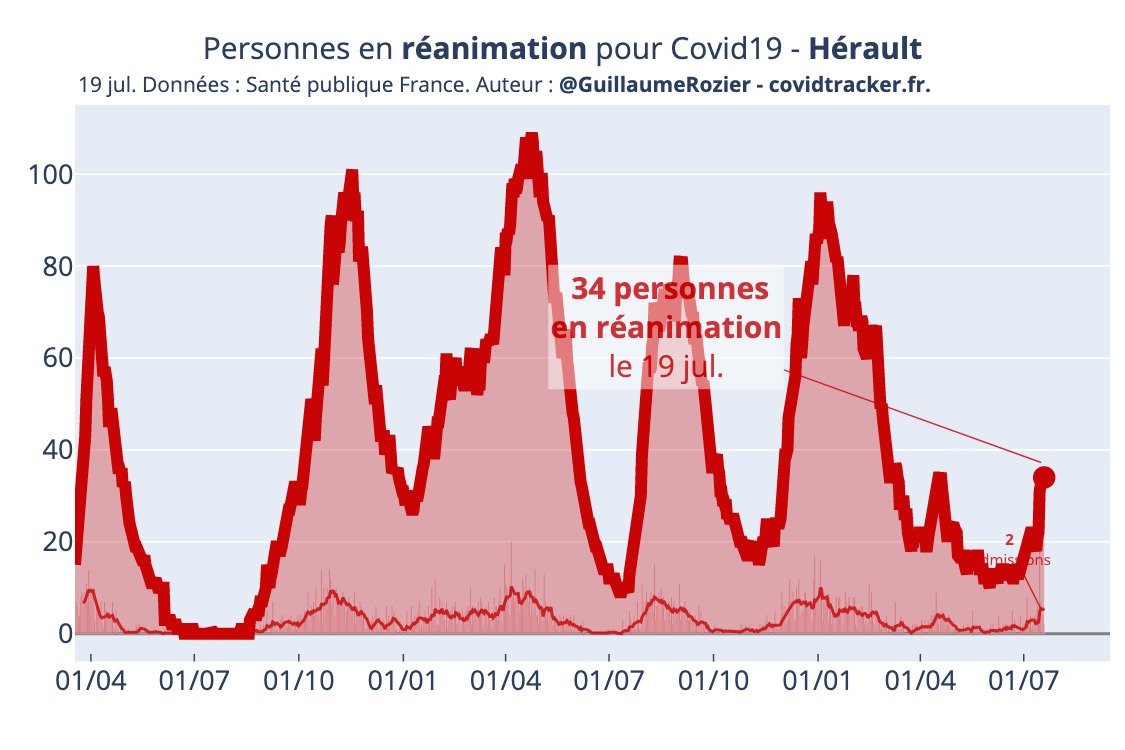 Personnes en réanimation pour Covid19 - Hérault
19 jul. Données : Santé publique France. Auteur : @GuillaumeRozier - covidtracker.fr.
100
80
60
40
20
0
34 personnes
en réanimation
le 19 jul.
2
01/04 01/07 01/10 01/01 01/04 01/07 01/10 01/01 01/04 01/07